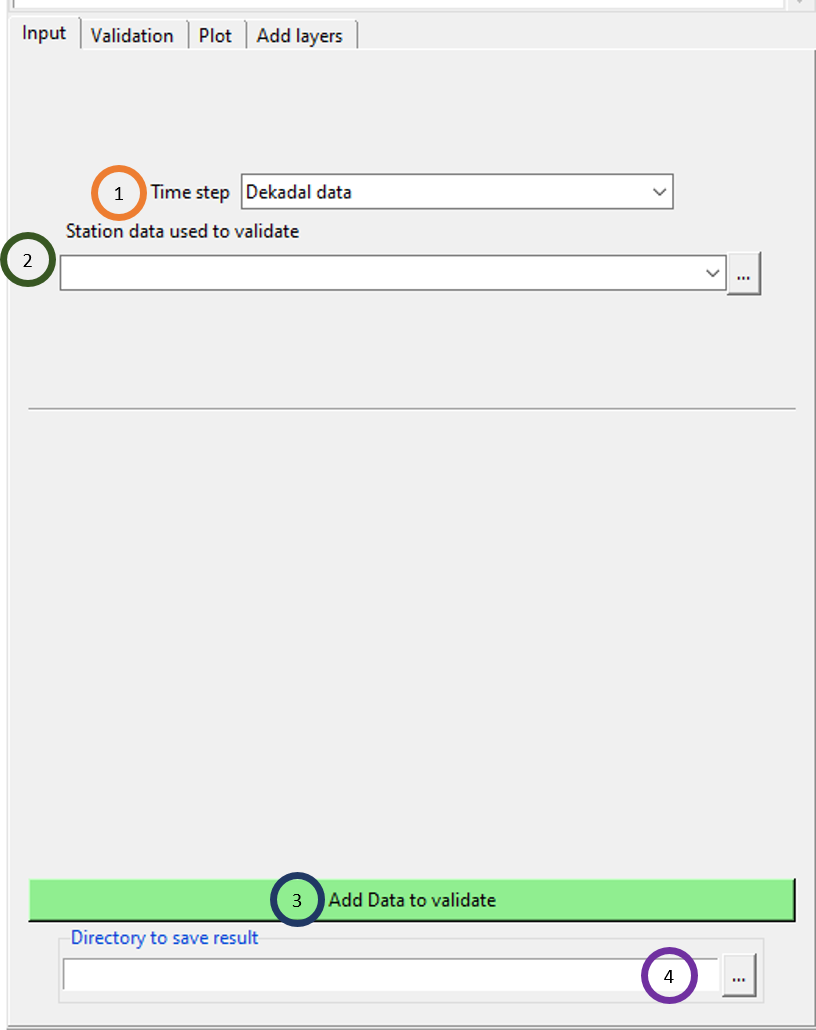 Input Validation Plot Add layers
1 Time step Dekadal data
Station data used to validate
2
...
3 Add Data to validate
Directory to save result
4 ...